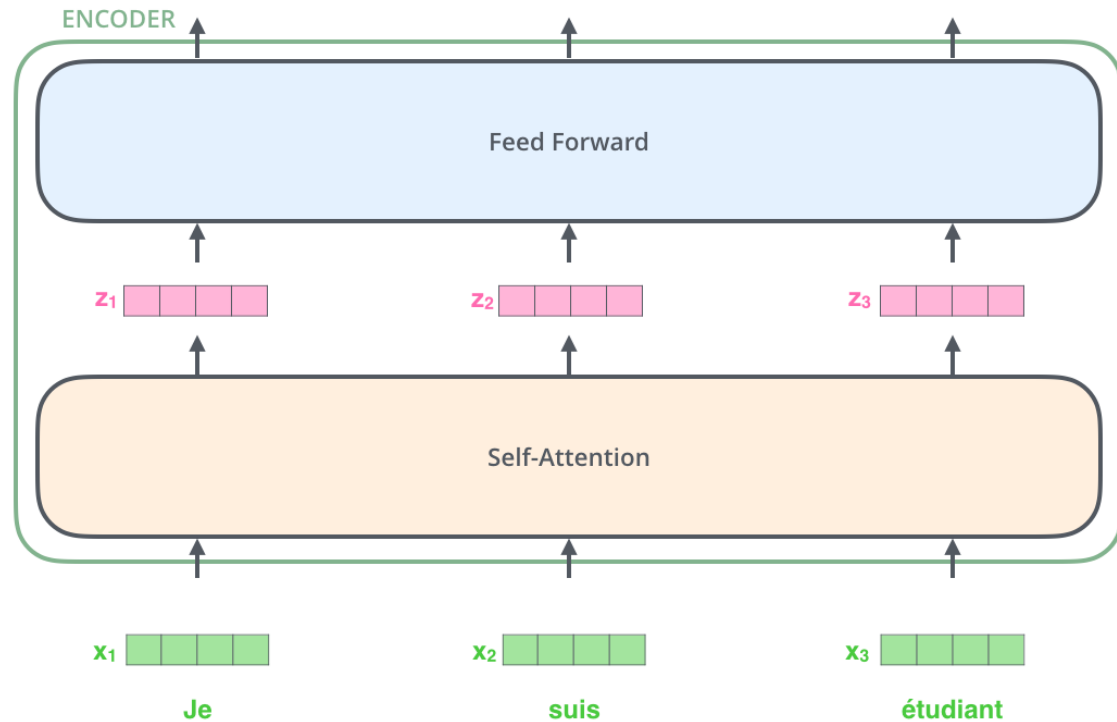 ENCODER
Feed Forward
z₁ z₂ z₃
Self-Attention
x₁ x₂ x₃
Je suis étudiant